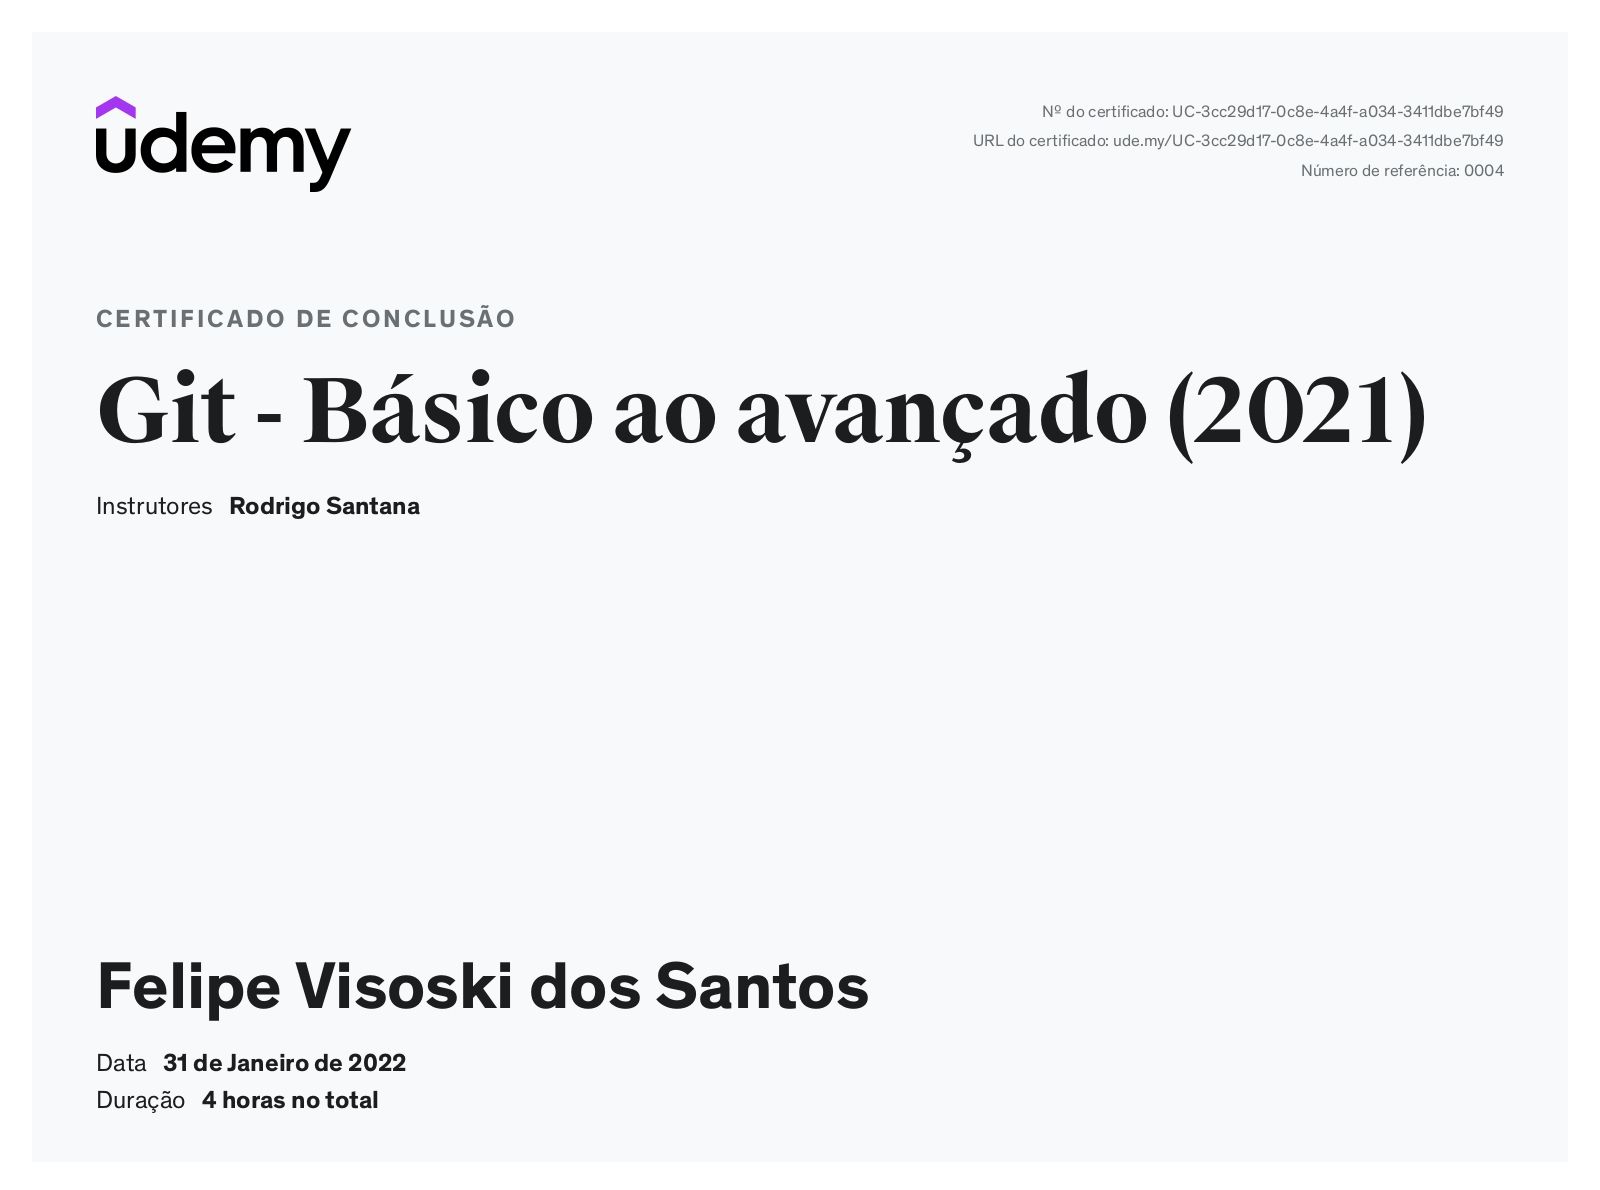 udemy
Nº do certificado: UC-3cc29d17-0c8e-4a4f-a034-3411dbe7bf49
URL do certificado: ude.my/UC-3cc29d17-0c8e-4a4f-a034-3411dbe7bf49
Número de referência: 0004
CERTIFICADO DE CONCLUSÃO
Git - Básico ao avançado (2021)
Instrutores Rodrigo Santana
Felipe Visoski dos Santos
Data 31 de Janeiro de 2022
Duração 4 horas no total